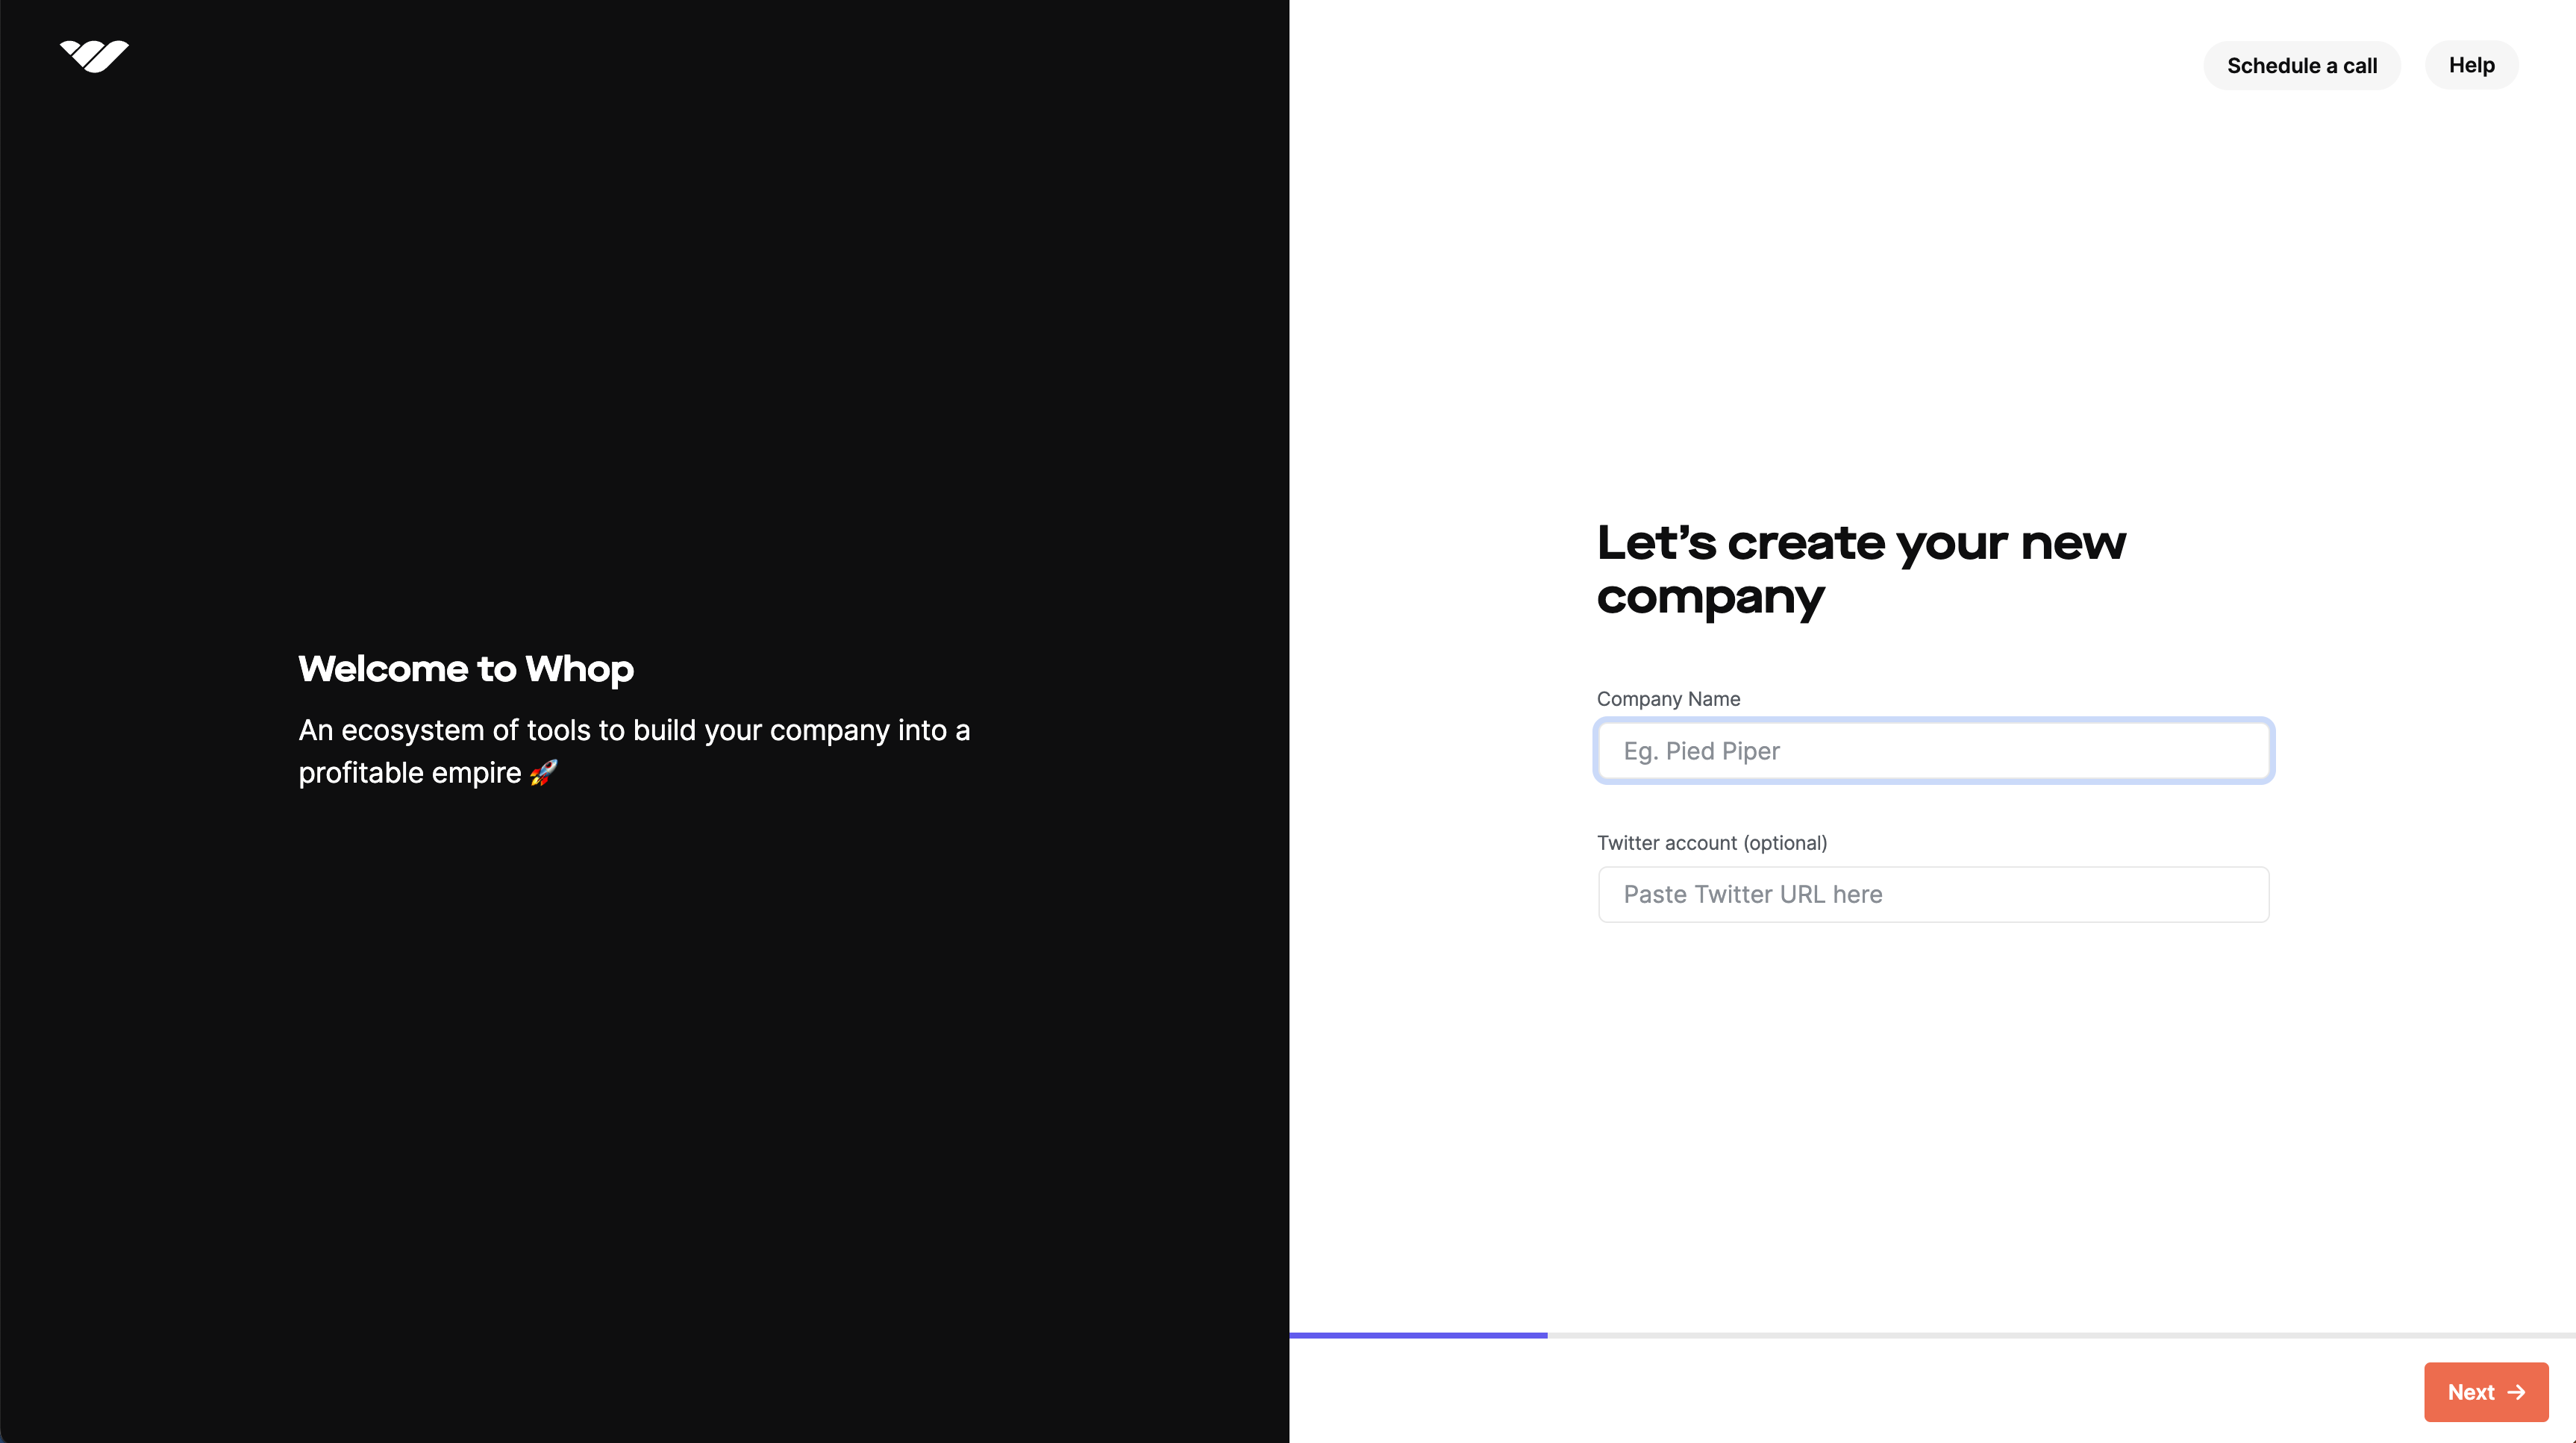 Schedule a call
Help
Welcome to Whop
An ecosystem of tools to build your company into a
profitable empire 🚀
Let’s create your new
company
Company Name
Eg. Pied Piper
Twitter account (optional)
Paste Twitter URL here
Next →